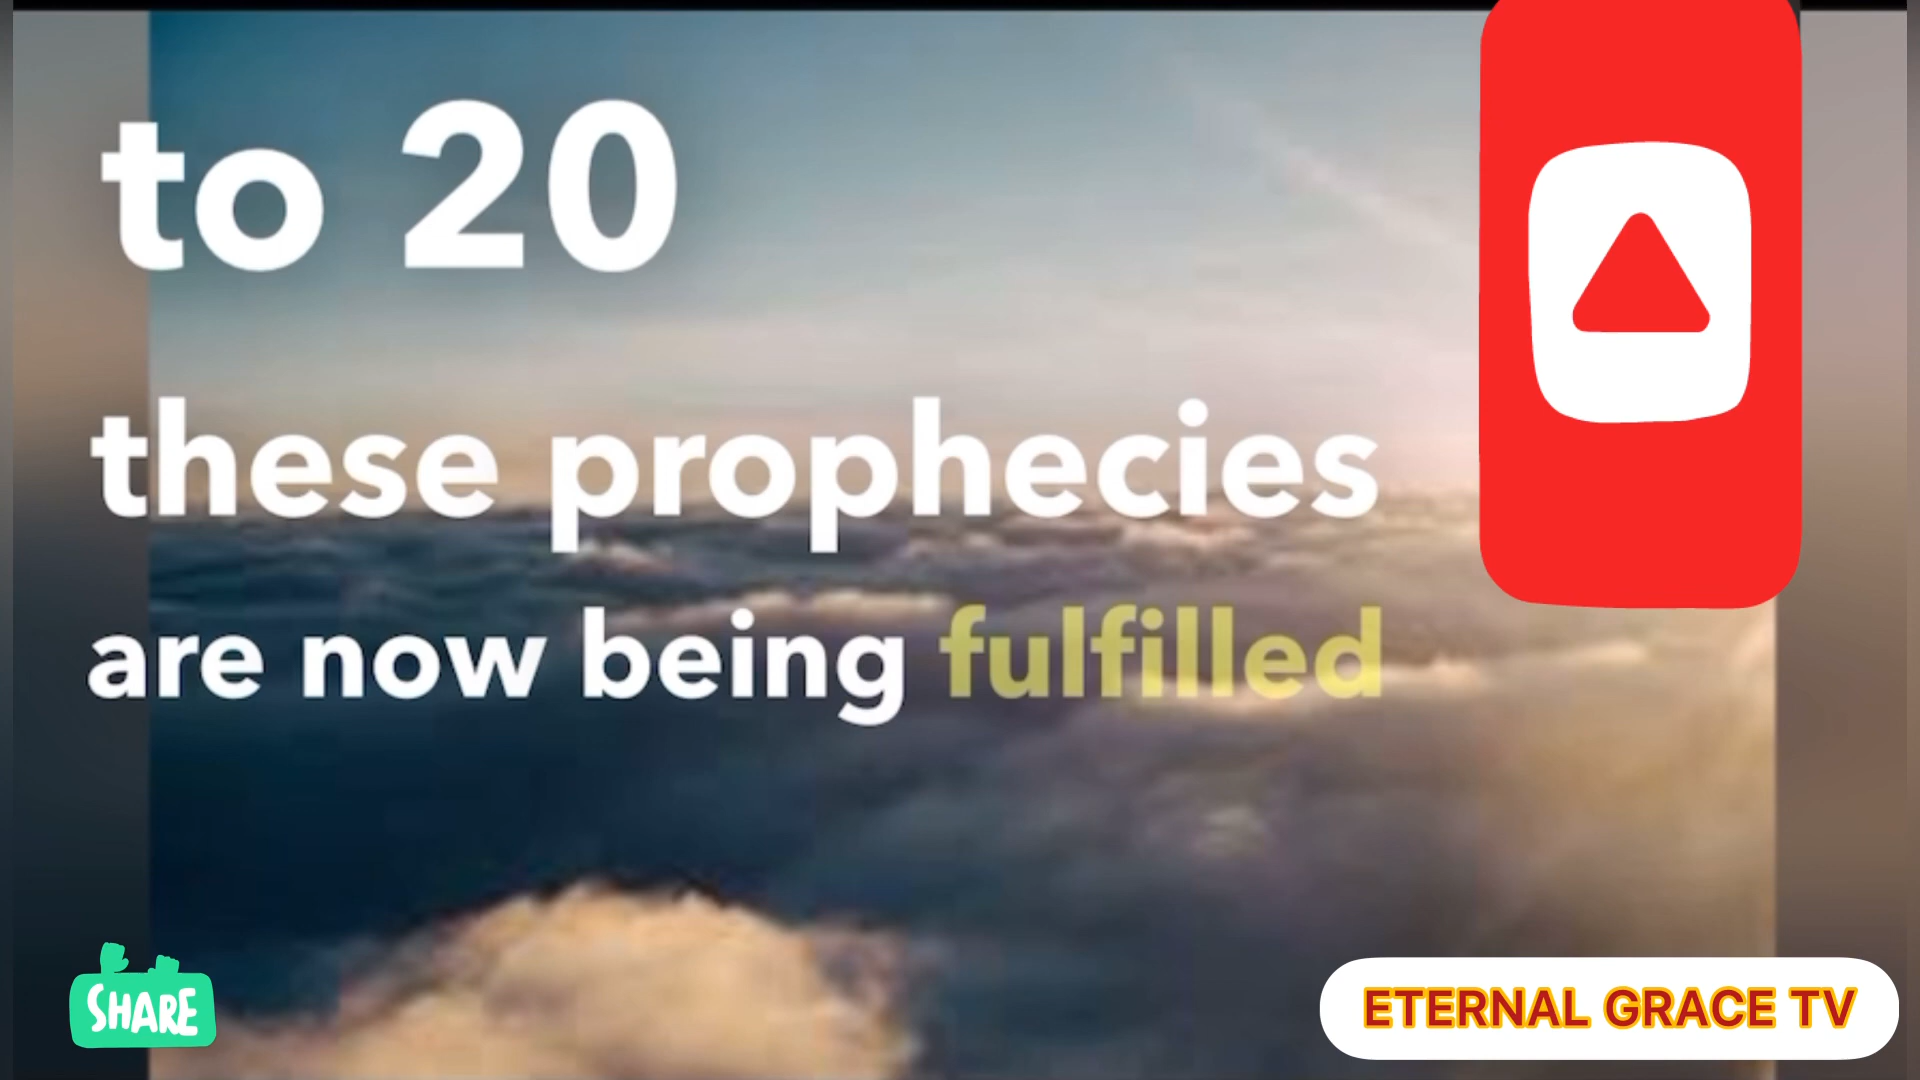 to 20
these prophecies
are now being fulfilled
SHARE
ETERNAL GRACE TV